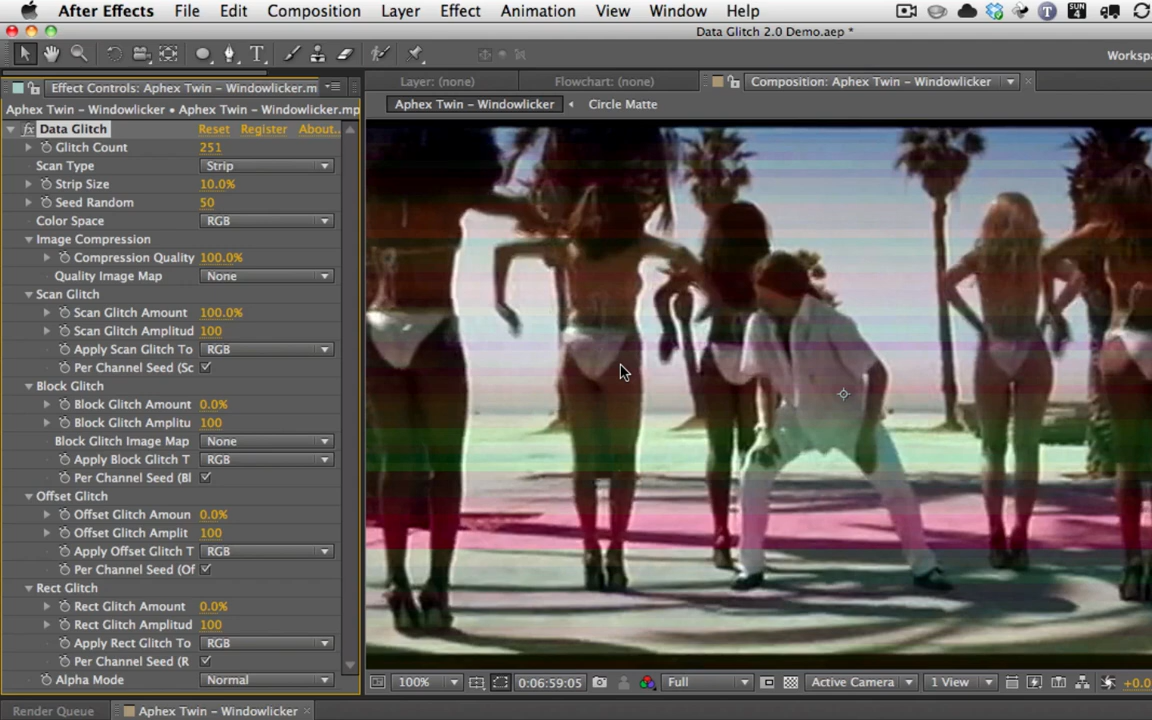 After Effects File Edit Composition Layer Effect Animation View Window Help
SUN 4
Data Glitch 2.0 Demo.aep *
Worksp
Effect Controls: Aphex Twin – Windowlicker.m
Layer: (none) Flowchart: (none) Composition: Aphex Twin – Windowlicker
Aphex Twin – Windowlicker • Aphex Twin – Windowlicker.mp
Aphex Twin – Windowlicker Circle Matte
fx Data Glitch Reset Register About..
Glitch Count 251
Scan Type Strip
Strip Size 10.0%
Seed Random 50
Color Space RGB
Image Compression
Compression Quality 100.0%
Quality Image Map None
Scan Glitch
Scan Glitch Amount 100.0%
Scan Glitch Amplitud 100
Apply Scan Glitch To RGB
Per Channel Seed (Sc
Block Glitch
Block Glitch Amount 0.0%
Block Glitch Amplitu 100
Block Glitch Image Map None
Apply Block Glitch T RGB
Per Channel Seed (Bl
Offset Glitch
Offset Glitch Amoun 0.0%
Offset Glitch Amplit 100
Apply Offset Glitch T RGB
Per Channel Seed (Of
Rect Glitch
Rect Glitch Amount 0.0%
Rect Glitch Amplitud 100
Apply Rect Glitch To RGB
Per Channel Seed (R
Alpha Mode Normal
100% 0:06:59:05 Full Active Camera 1 View +0.0
Render Queue Aphex Twin – Windowlicker